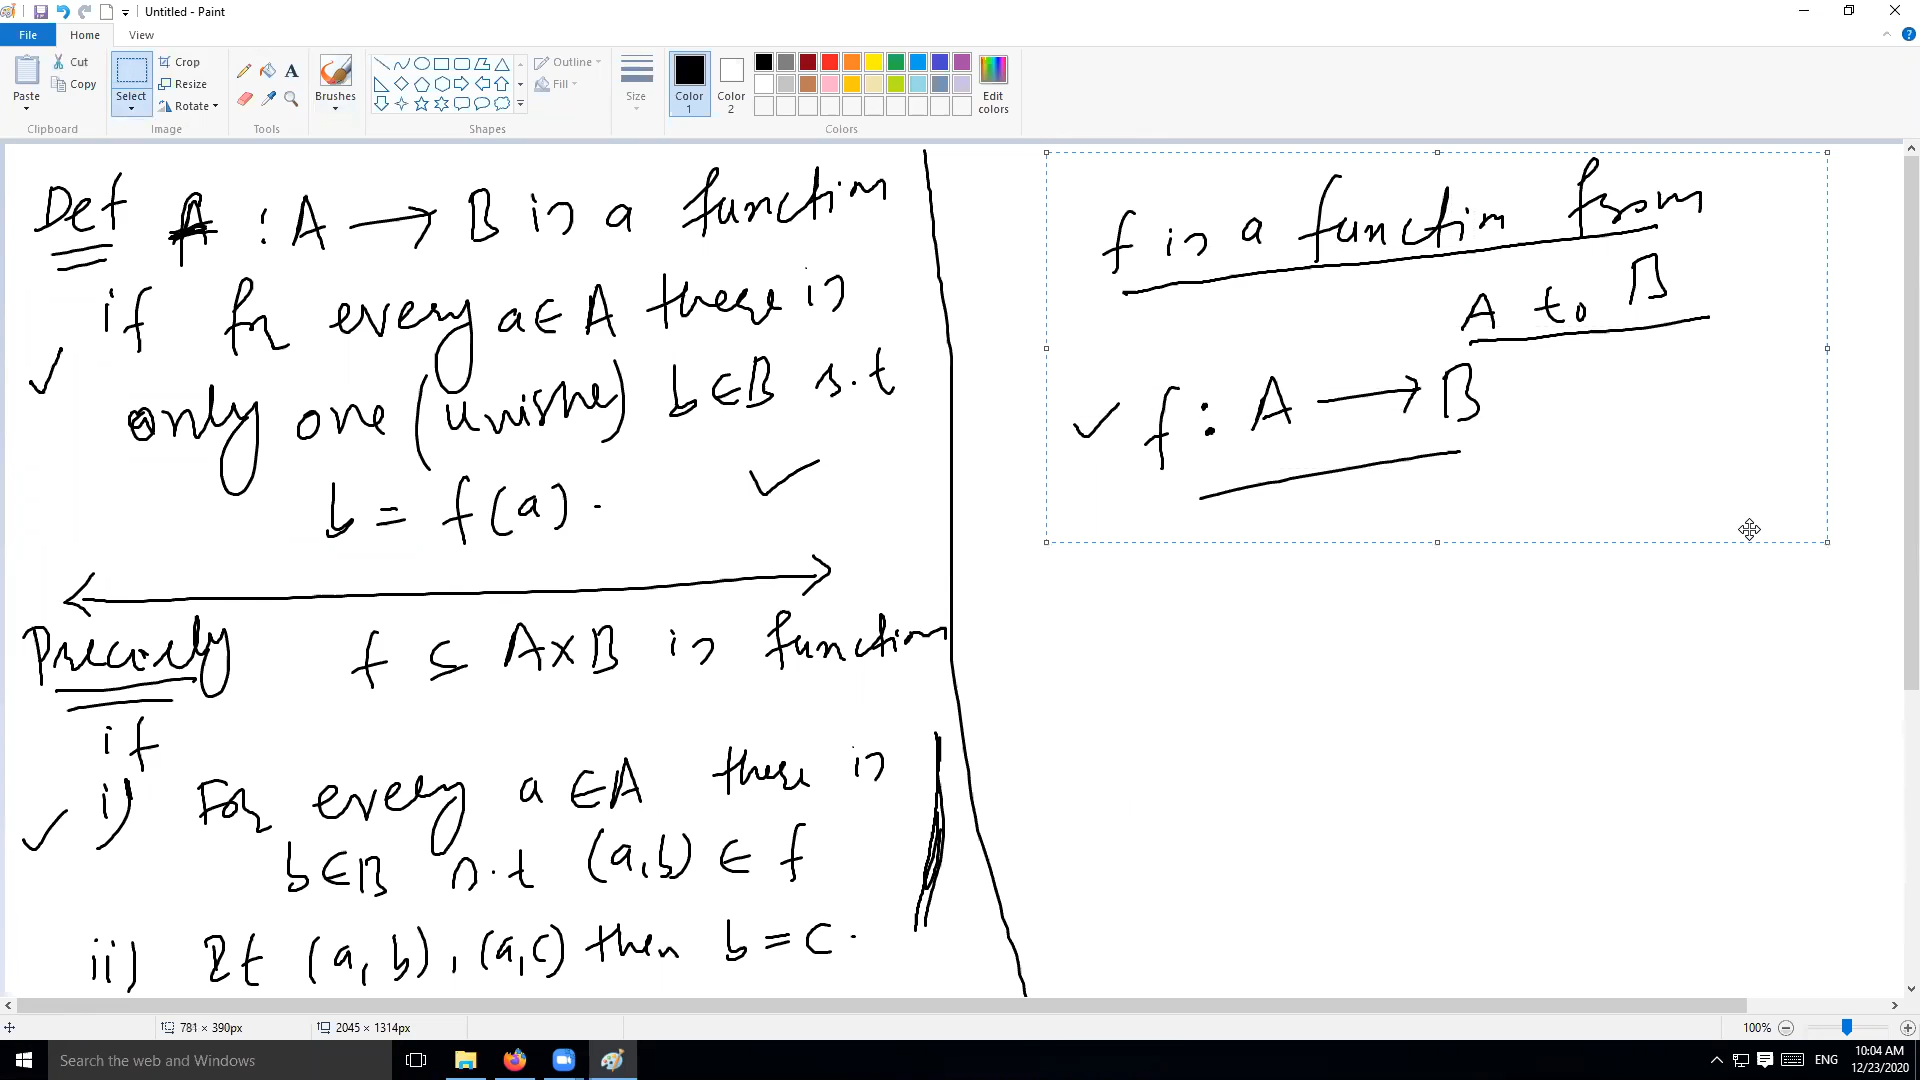 Untitled - Paint
File Home View
Paste
Cut
Copy
Clipboard
Select
Crop
Resize
Rotate
Image
Tools
Brushes
Shapes
Outline
Fill
Size
Color 1
Color 2
Edit colors
Colors
Def f : A → B is a function
if for every a ∈ A there is
only one (unique) b ∈ B s.t
b = f(a).
Precisely f ⊆ A×B is function
if
i) For every a ∈ A there is
b ∈ B s.t (a,b) ∈ f
ii) If (a, b), (a,c) then b = c.
f is a function from
A to B
f : A → B
781 × 390px
2045 × 1314px
100%
Search the web and Windows
ENG
10:04 AM
12/23/2020